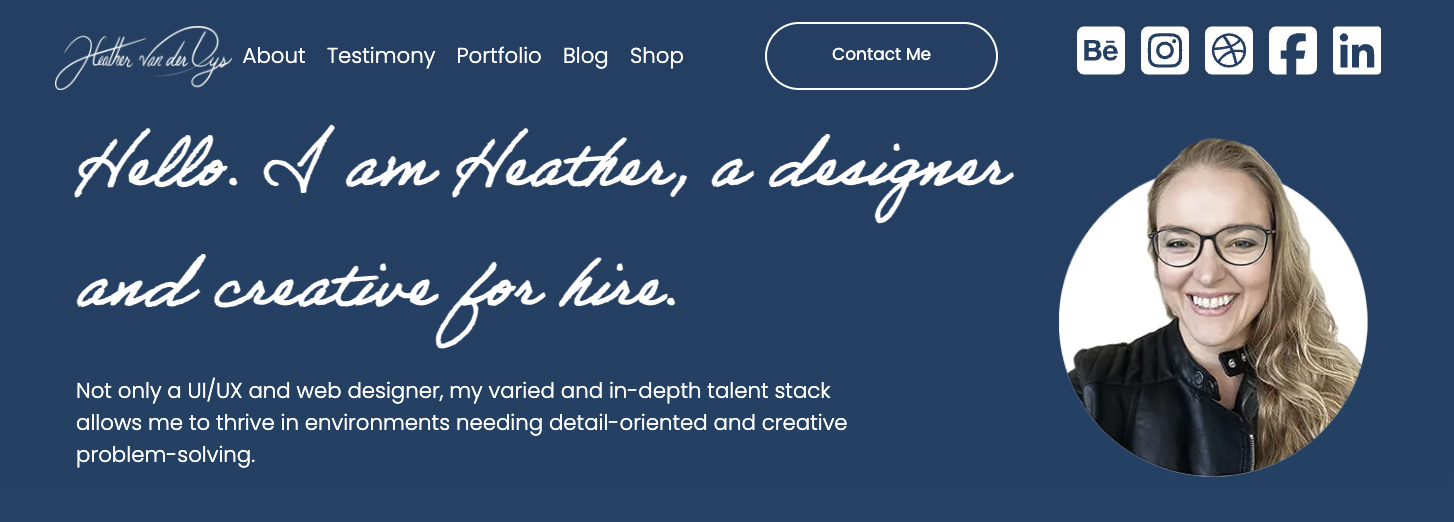 Heather van der Dys
About Testimony Portfolio Blog Shop
Contact Me
Bē
in
Hello. I am Heather, a designer
and creative for hire.
Not only a UI/UX and web designer, my varied and in-depth talent stack
allows me to thrive in environments needing detail-oriented and creative
problem-solving.